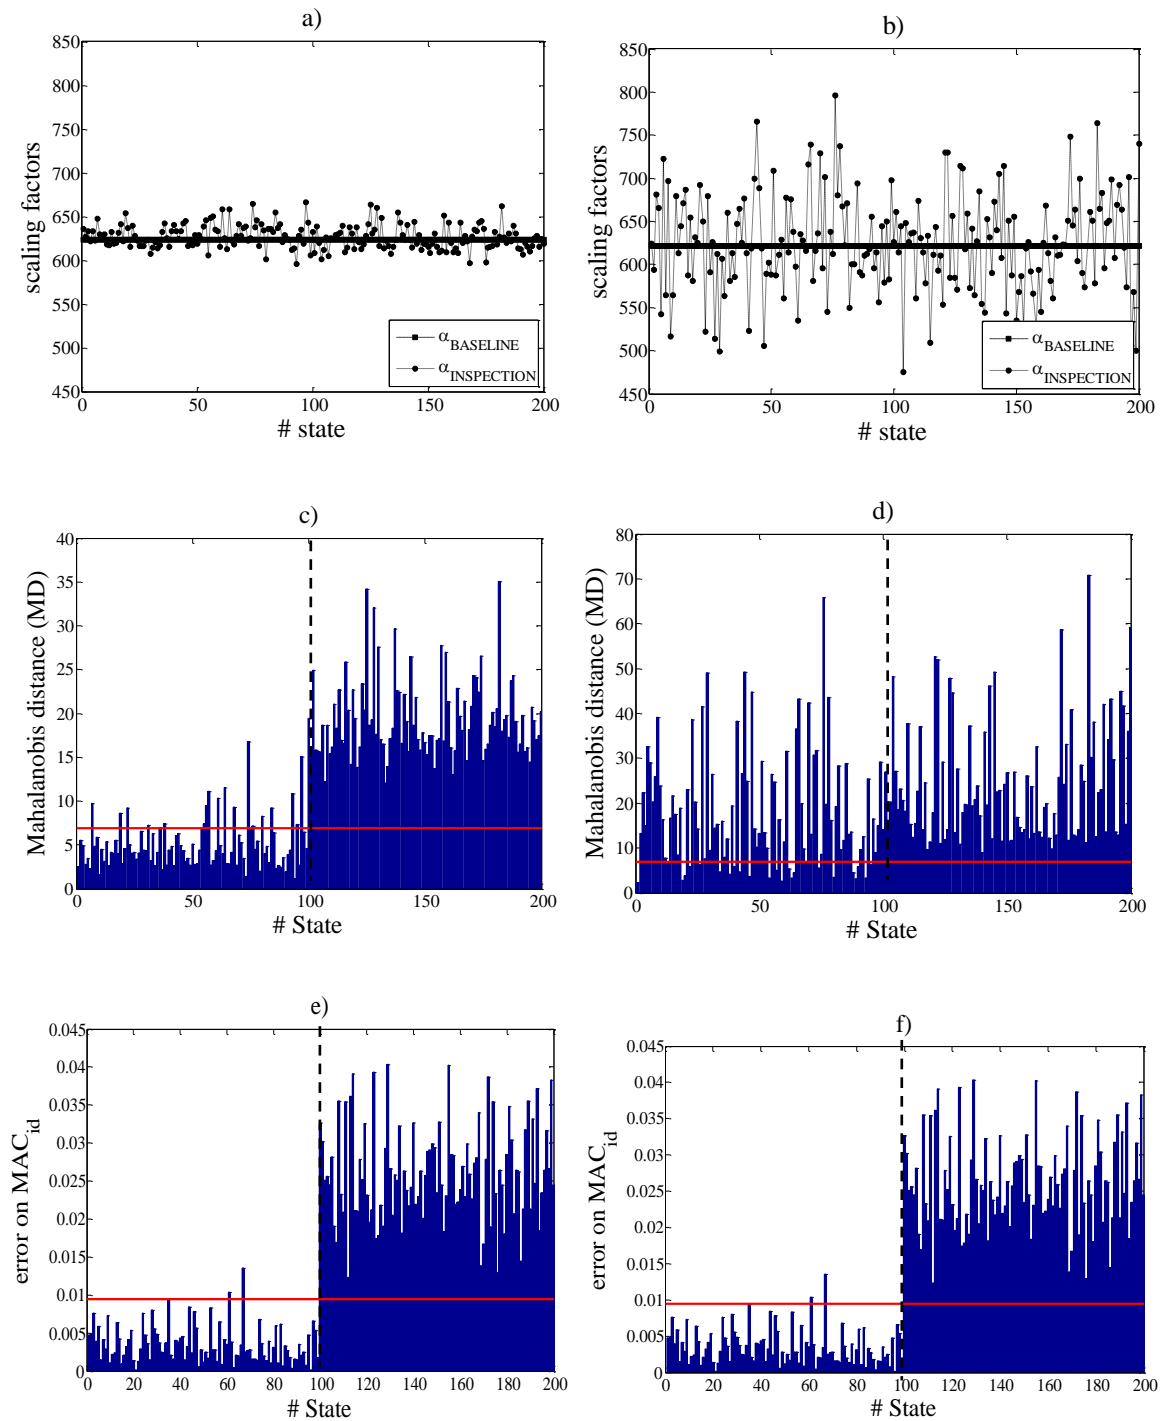 a)
850
800
750
700
650
600
550
500
450
scaling factors
α_BASELINE
α_INSPECTION
0 50 100 150 200
# state
b)
850
800
750
700
650
600
550
500
450
scaling factors
α_BASELINE
α_INSPECTION
0 50 100 150 200
# state
c)
40
35
30
25
20
15
10
5
0
Mahalanobis distance (MD)
0 50 100 150 200
# State
d)
80
70
60
50
40
30
20
10
0
Mahalanobis distance (MD)
0 50 100 150 200
# State
e)
0.045
0.04
0.035
0.03
0.025
0.02
0.015
0.01
0.005
0
error on MAC_id
0 20 40 60 80 100 120 140 160 180 200
# State
f)
0.045
0.04
0.035
0.03
0.025
0.02
0.015
0.01
0.005
0
error on MAC_id
0 20 40 60 80 100 120 140 160 180 200
# State